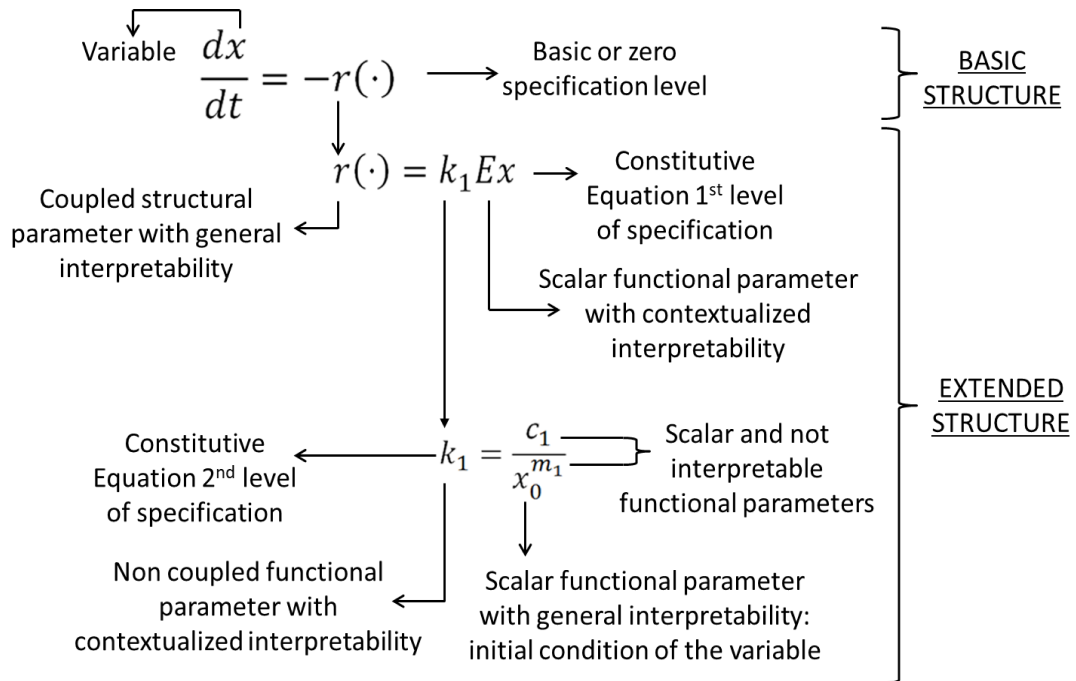 Variable
dx/dt = −r(·)
Basic or zero
specification level
BASIC
STRUCTURE
r(·) = k₁Ex
Constitutive
Equation 1st level
of specification
Coupled structural
parameter with general
interpretability
Scalar functional parameter
with contextualized
interpretability
EXTENDED
STRUCTURE
Constitutive
Equation 2nd level
of specification
k₁ = c₁/x₀^m₁
Scalar and not
interpretable
functional parameters
Non coupled functional
parameter with
contextualized interpretability
Scalar functional parameter
with general interpretability:
initial condition of the variable